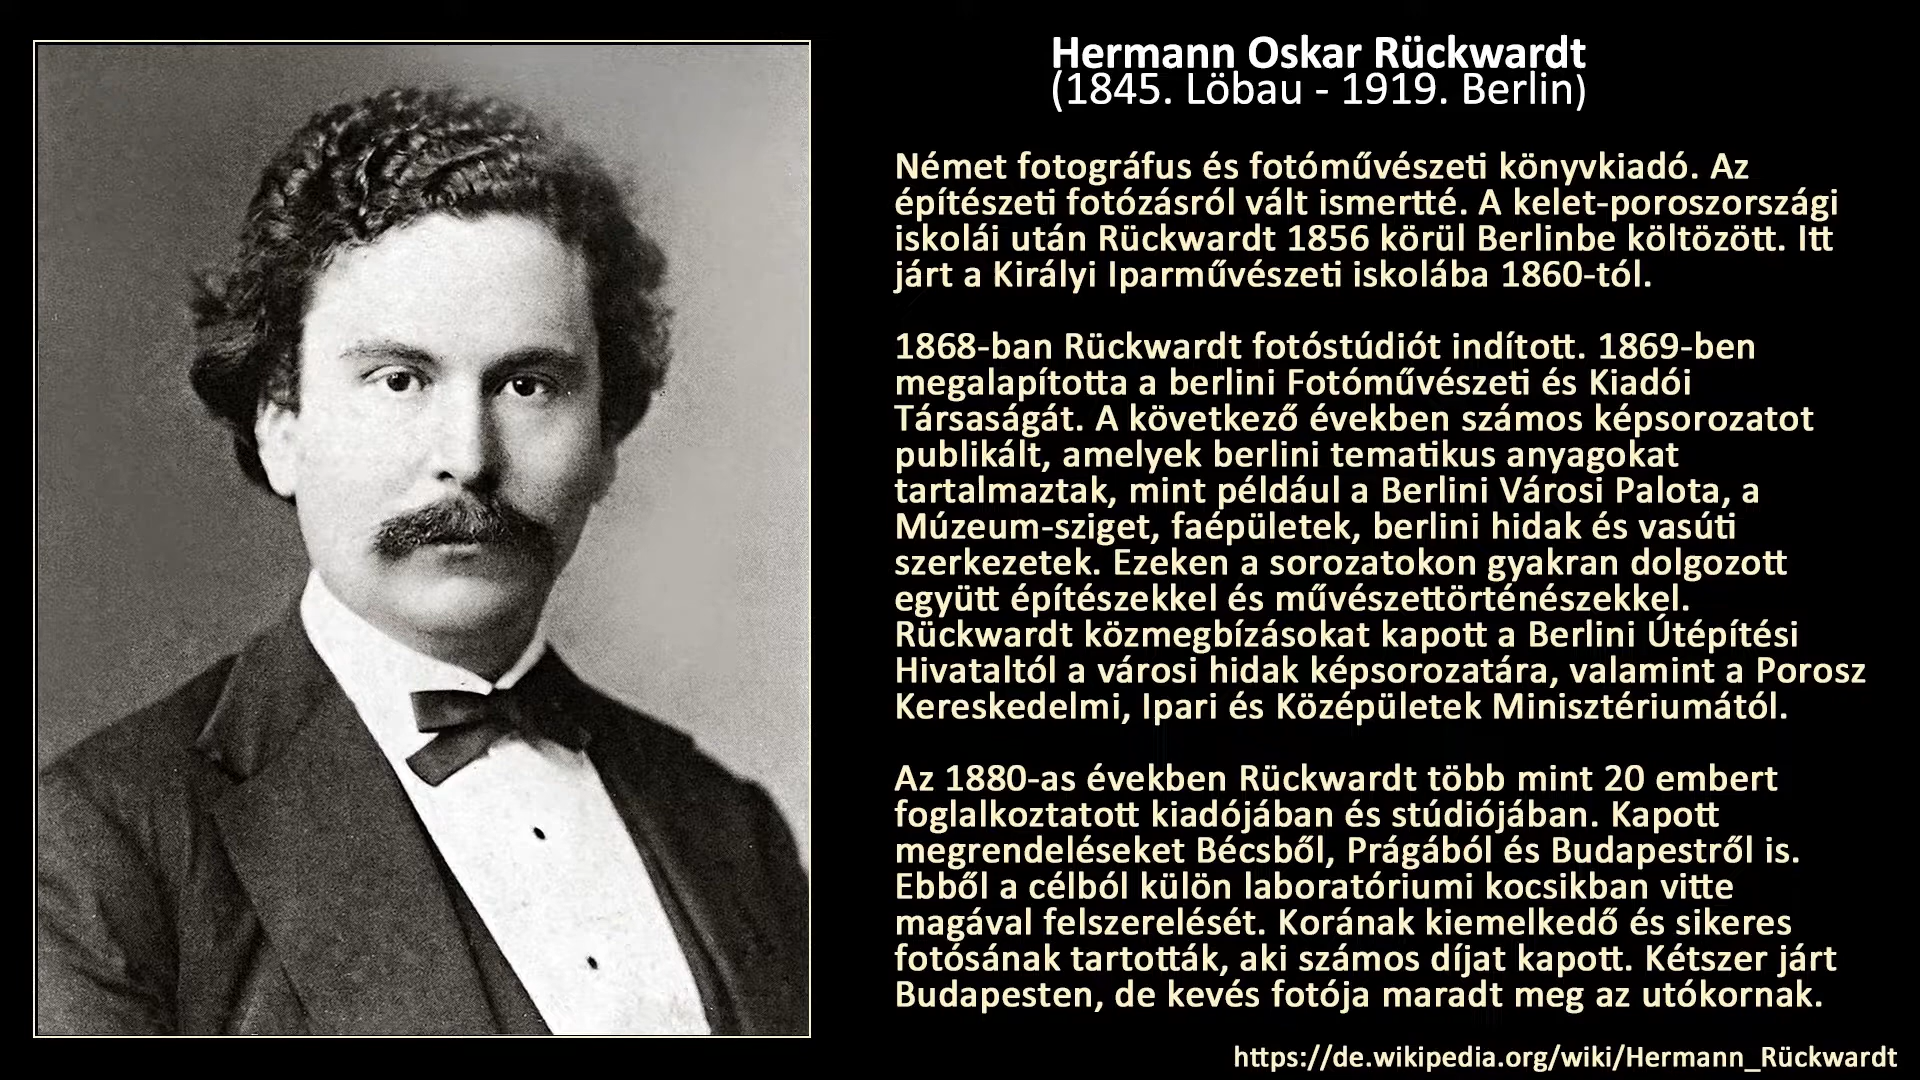 Hermann Oskar Rückwardt
(1845. Löbau - 1919. Berlin)
Német fotográfus és fotóművészeti könyvkiadó. Az
építészeti fotózásról vált ismertté. A kelet-poroszországi
iskolái után Rückwardt 1856 körül Berlinbe költözött. Itt
járt a Királyi Iparművészeti iskolába 1860-tól.
1868-ban Rückwardt fotóstúdiót indított. 1869-ben
megalapította a berlini Fotóművészeti és Kiadói
Társaságát. A következő években számos képsorozatot
publikált, amelyek berlini tematikus anyagokat
tartalmaztak, mint például a Berlini Városi Palota, a
Múzeum-sziget, faépületek, berlini hidak és vasúti
szerkezetek. Ezeken a sorozatokon gyakran dolgozott
együtt építészekkel és művészettörténészekkel.
Rückwardt közmegbízásokat kapott a Berlini Útépítési
Hivataltól a városi hidak képsorozatára, valamint a Porosz
Kereskedelmi, Ipari és Középületek Minisztériumától.
Az 1880-as években Rückwardt több mint 20 embert
foglalkoztatott kiadójában és stúdiójában. Kapott
megrendeléseket Bécsből, Prágából és Budapestről is.
Ebből a célból külön laboratóriumi kocsikban vitte
magával felszerelését. Korának kiemelkedő és sikeres
fotósának tartották, aki számos díjat kapott. Kétszer járt
Budapesten, de kevés fotója maradt meg az utókornak.
https://de.wikipedia.org/wiki/Hermann_Rückwardt